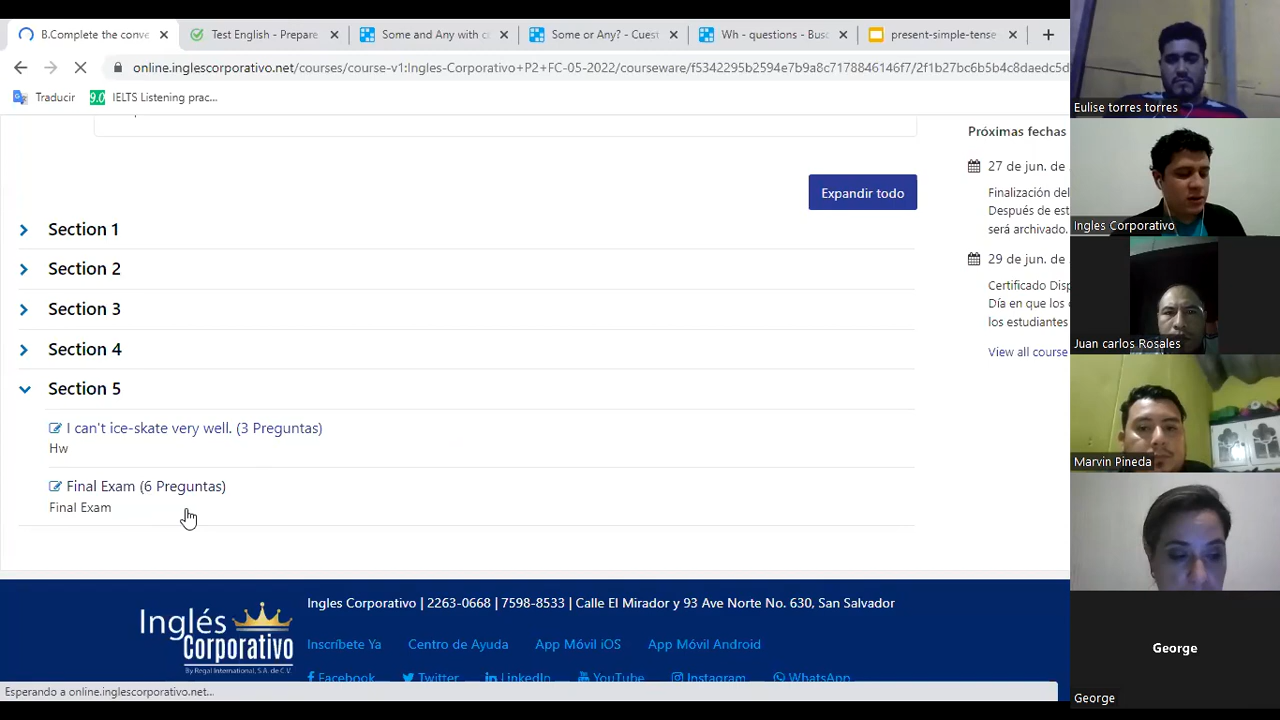 B.Complete the conve
Test English - Prepare
Some and Any with c
Some or Any? - Cuest
Wh - questions - Busc
present-simple-tense
online.inglescorporativo.net/courses/course-v1:Ingles-Corporativo+P2+FC-05-2022/courseware/f5342295b2594e7b9a8c7178846146f7/2f1b27bc6b5b4c8daedc5d
Traducir
9.0
IELTS Listening prac...
Próximas fechas
Expandir todo
27 de jun. de
Finalización del
Después de est
será archivado.
Section 1
Section 2
29 de jun. de
Certificado Disp
Día en que los
los estudiantes
View all course
Section 3
Section 4
Section 5
I can't ice-skate very well. (3 Preguntas)
Hw
Final Exam (6 Preguntas)
Final Exam
Inglés
Corporativo
By Regal International, S.A. de C.V.
Ingles Corporativo | 2263-0668 | 7598-8533 | Calle El Mirador y 93 Ave Norte No. 630, San Salvador
Inscríbete Ya
Centro de Ayuda
App Móvil iOS
App Móvil Android
Facebook
Twitter
LinkedIn
YouTube
Instagram
WhatsApp
Esperando a online.inglescorporativo.net...
Eulise torres torres
Ingles Corporativo
Juan carlos Rosales
Marvin Pineda
George
George